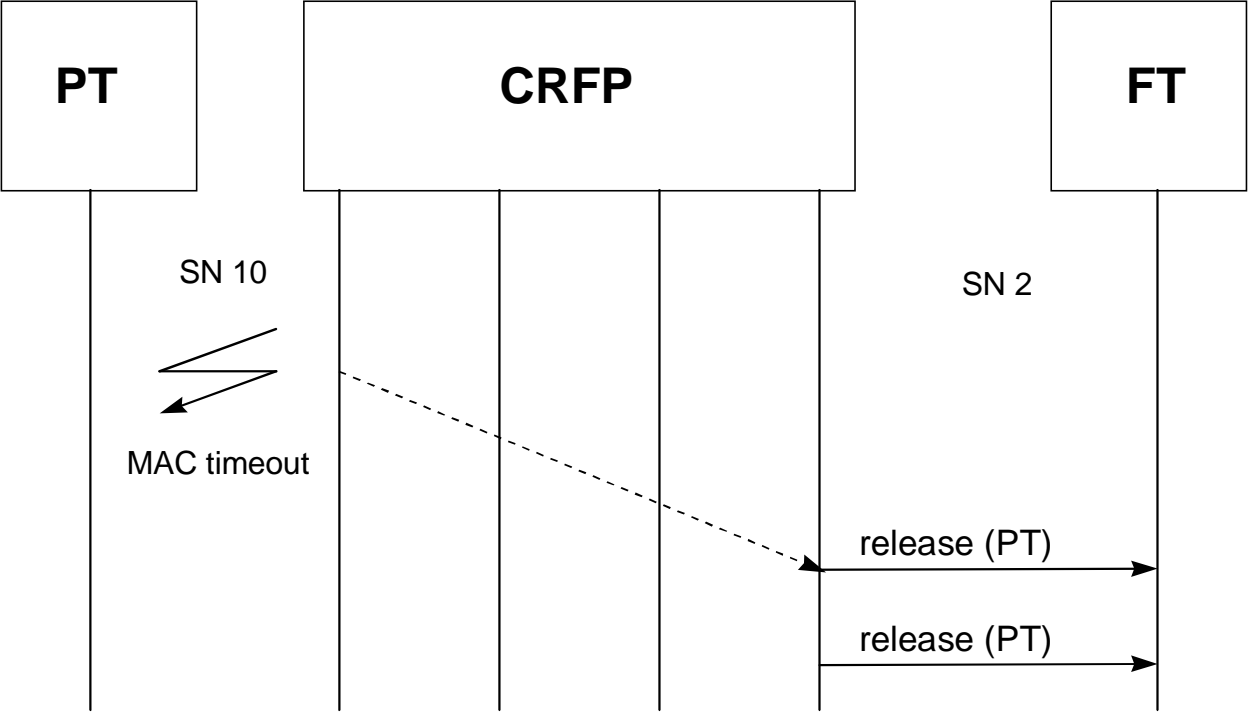 PT
CRFP
FT
SN 10
SN 2
MAC timeout
release (PT)
release (PT)